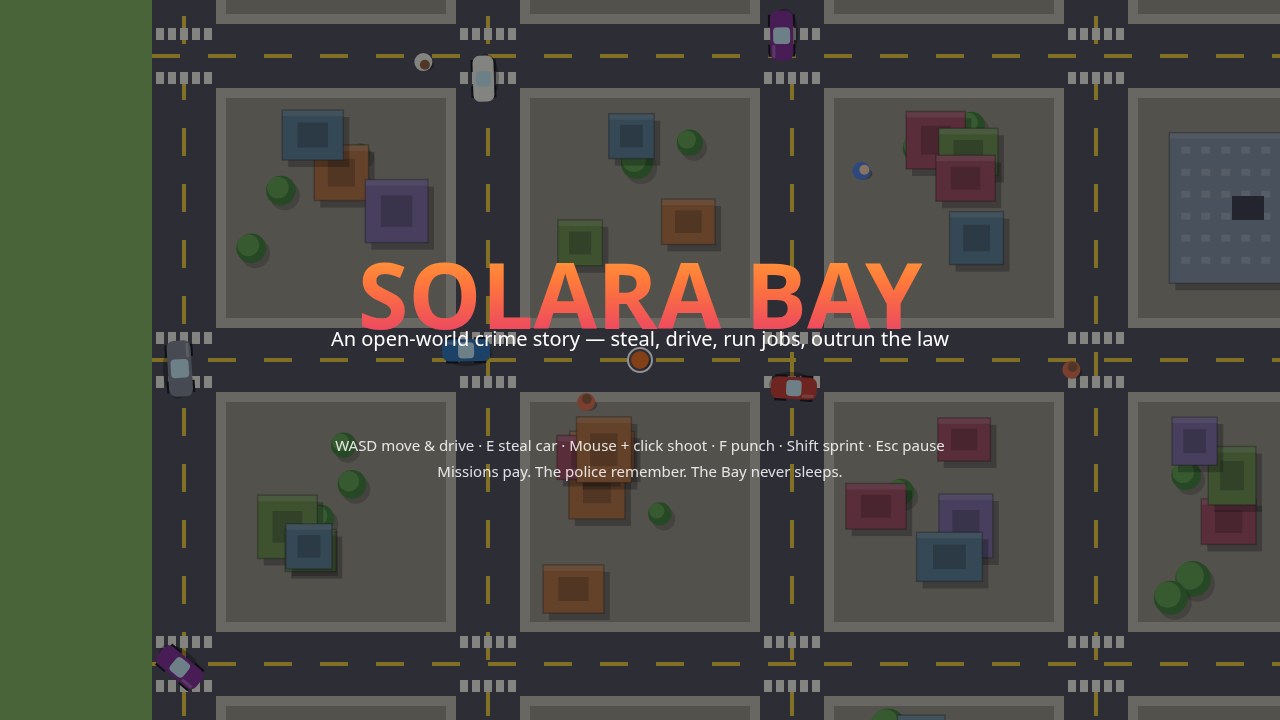 SOLARA BAY
An open-world crime story — steal, drive, run jobs, outrun the law
WASD move & drive · E steal car · Mouse + click shoot · F punch · Shift sprint · Esc pause
Missions pay. The police remember. The Bay never sleeps.